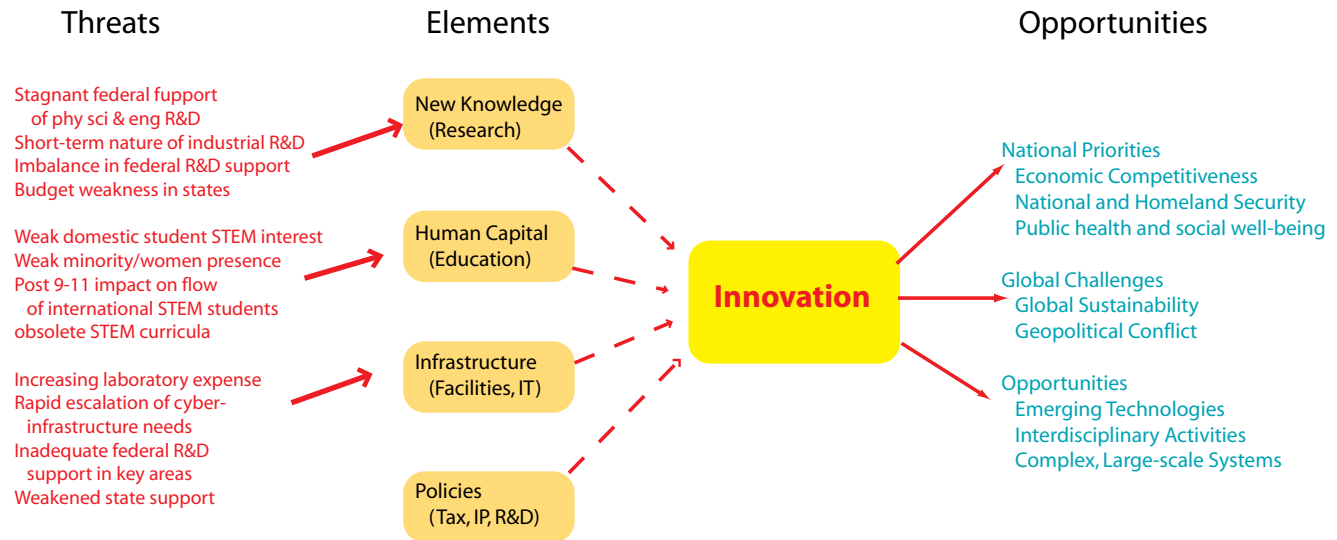 Threats
Elements
Opportunities
Stagnant federal fupport
of phy sci & eng R&D
Short-term nature of industrial R&D
Imbalance in federal R&D support
Budget weakness in states
Weak domestic student STEM interest
Weak minority/women presence
Post 9-11 impact on flow
of international STEM students
obsolete STEM curricula
Increasing laboratory expense
Rapid escalation of cyber-
infrastructure needs
Inadequate federal R&D
support in key areas
Weakened state support
New Knowledge
(Research)
Human Capital
(Education)
Infrastructure
(Facilities, IT)
Policies
(Tax, IP, R&D)
Innovation
National Priorities
Economic Competitiveness
National and Homeland Security
Public health and social well-being
Global Challenges
Global Sustainability
Geopolitical Conflict
Opportunities
Emerging Technologies
Interdisciplinary Activities
Complex, Large-scale Systems